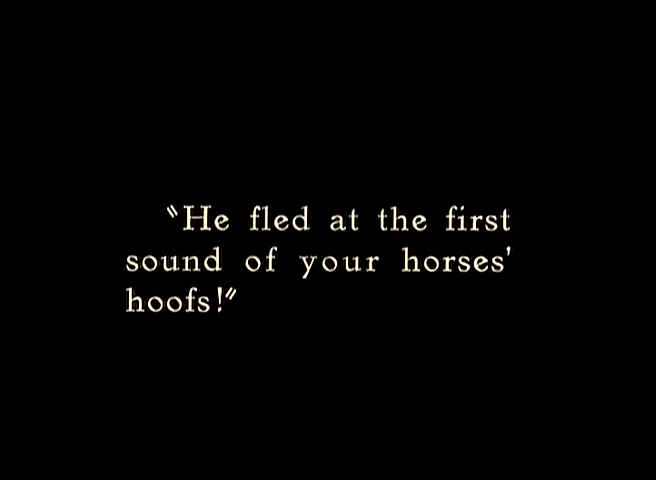 "He fled at the first
sound of your horses'
hoofs!"